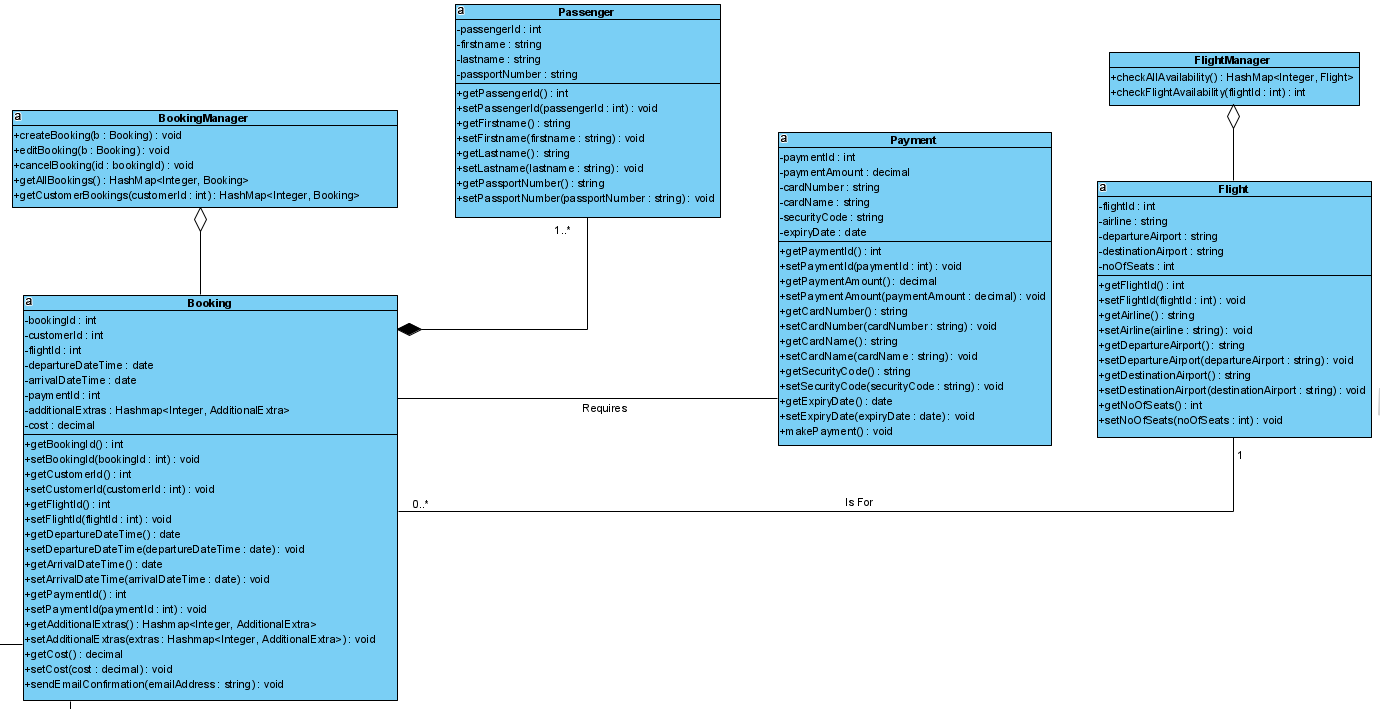 a
Passenger
-passengerId : int
-firstname : string
-lastname : string
-passportNumber : string
+getPassengerId() : int
+setPassengerId(passengerId : int) : void
+getFirstname() : string
+setFirstname(firstname : string) : void
+getLastname() : string
+setLastname(lastname : string) : void
+getPassportNumber() : string
+setPassportNumber(passportNumber : string) : void
1..*
FlightManager
+checkAllAvailability() : HashMap<Integer, Flight>
+checkFlightAvailability(flightId : int) : int
a
BookingManager
+createBooking(b : Booking) : void
+editBooking(b : Booking) : void
+cancelBooking(id : bookingId) : void
+getAllBookings() : HashMap<Integer, Booking>
+getCustomerBookings(customerId : int) : HashMap<Integer, Booking>
a
Payment
-paymentId : int
-paymentAmount : decimal
-cardNumber : string
-cardName : string
-securityCode : string
-expiryDate : date
+getPaymentId() : int
+setPaymentId(paymentId : int) : void
+getPaymentAmount() : decimal
+setPaymentAmount(paymentAmount : decimal) : void
+getCardNumber() : string
+setCardNumber(cardNumber : string) : void
+getCardName() : string
+setCardName(cardName : string) : void
+getSecurityCode() : string
+setSecurityCode(securityCode : string) : void
+getExpiryDate() : date
+setExpiryDate(expiryDate : date) : void
+makePayment() : void
a
Flight
-flightId : int
-airline : string
-departureAirport : string
-destinationAirport : string
-noOfSeats : int
+getFlightId() : int
+setFlightId(flightId : int) : void
+getAirline() : string
+setAirline(airline : string) : void
+getDepartureAirport() : string
+setDepartureAirport(departureAirport : string) : void
+getDestinationAirport() : string
+setDestinationAirport(destinationAirport : string) : void
+getNoOfSeats() : int
+setNoOfSeats(noOfSeats : int) : void
1
a
Booking
-bookingId : int
-customerId : int
-flightId : int
-departureDateTime : date
-arrivalDateTime : date
-paymentId : int
-additionalExtras : Hashmap<Integer, AdditionalExtra>
-cost : decimal
+getBookingId() : int
+setBookingId(bookingId : int) : void
+getCustomerId() : int
+setCustomerId(customerId : int) : void
+getFlightId() : int
+setFlightId(flightId : int) : void
+getDepartureDateTime() : date
+setDepartureDateTime(departureDateTime : date) : void
+getArrivalDateTime() : date
+setArrivalDateTime(arrivalDateTime : date) : void
+getPaymentId() : int
+setPaymentId(paymentId : int) : void
+getAdditionalExtras() : Hashmap<Integer, AdditionalExtra>
+setAdditionalExtras(extras : Hashmap<Integer, AdditionalExtra>) : void
+getCost() : decimal
+setCost(cost : decimal) : void
+sendEmailConfirmation(emailAddress : string) : void
Requires
0..*
Is For